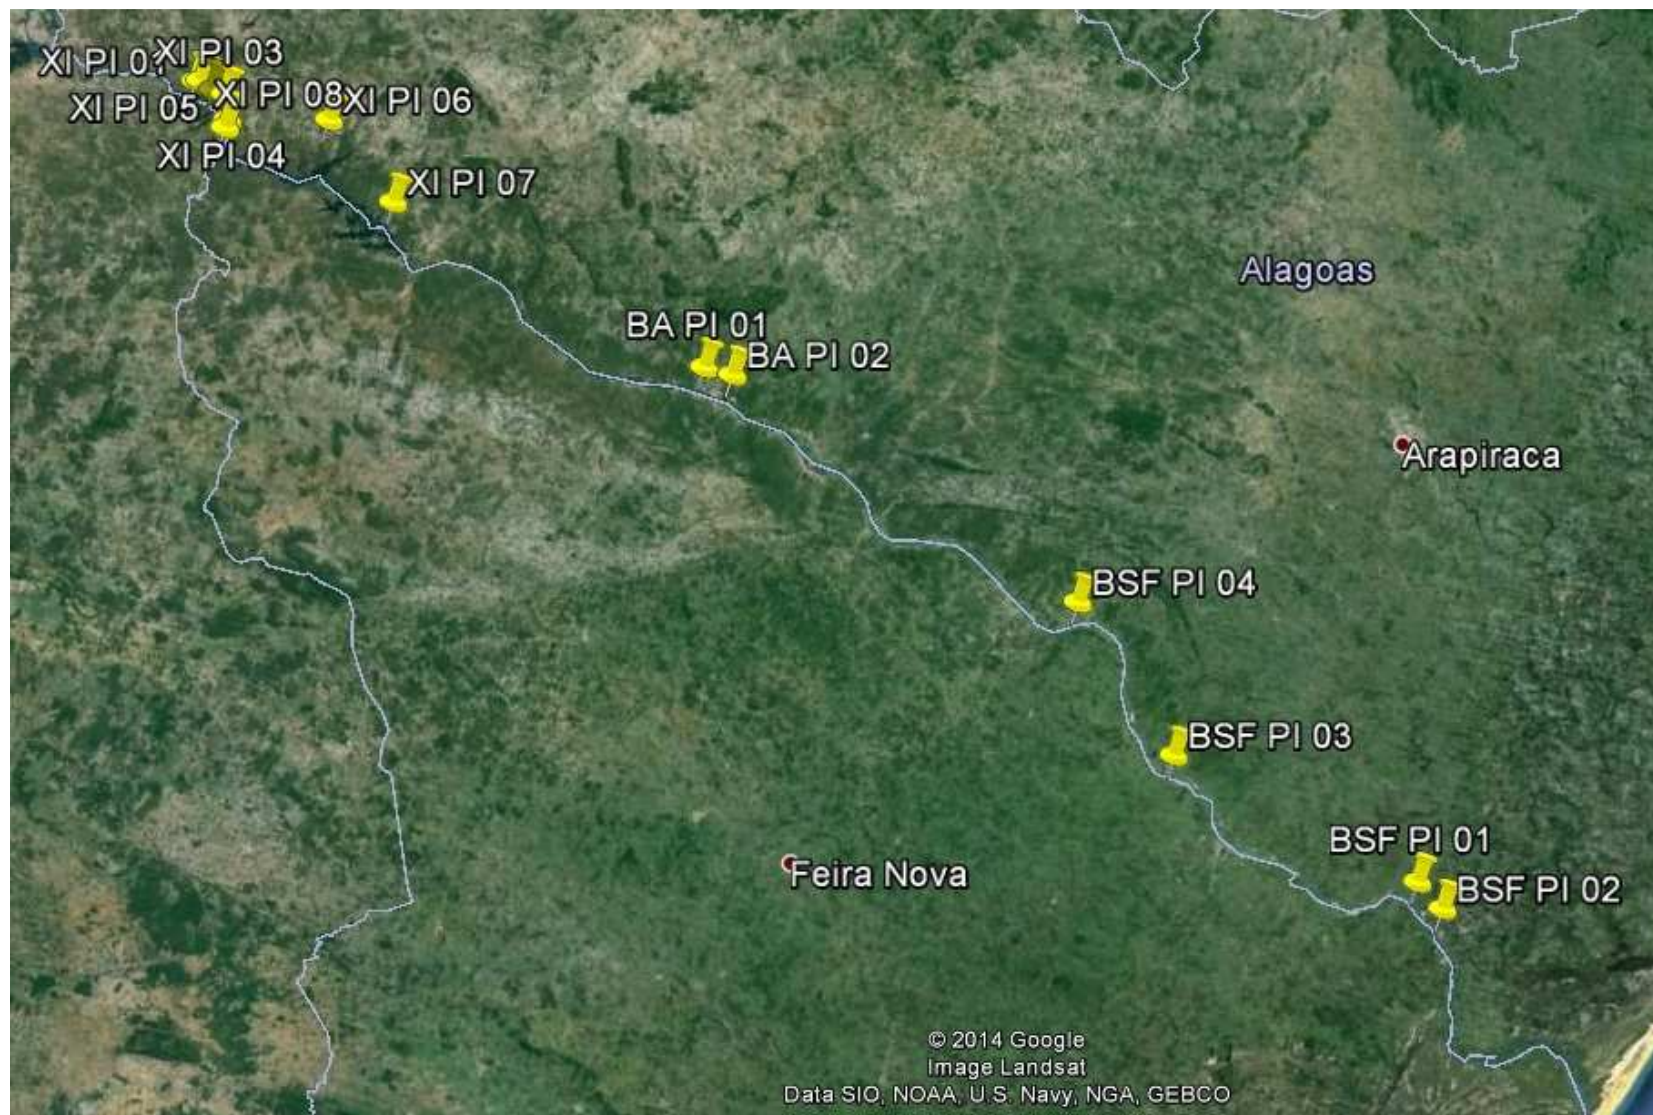 XI PI 03
XI PI 01
XI PI 08
XI PI 06
XI PI 05
XI PI 04
XI PI 07
Alagoas
BA PI 01
BA PI 02
Arapiraca
BSF PI 04
BSF PI 03
BSF PI 01
Feira Nova
BSF PI 02
© 2014 Google
Image Landsat
Data SIO, NOAA, U.S. Navy, NGA, GEBCO